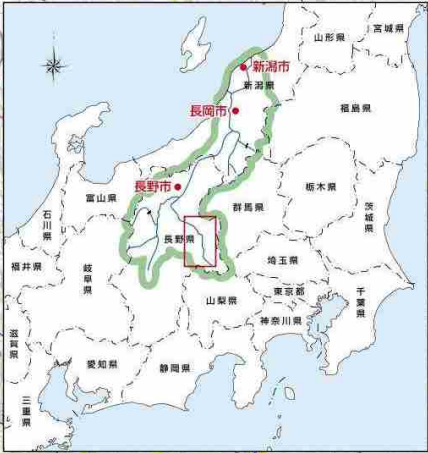 宮城県
山形県
新潟市
新潟県
福島県
長岡市
長野市
富山県
栃木県
石川県
群馬県
茨城県
長野県
福井県
岐阜県
埼玉県
山梨県
東京都
千葉県
神奈川県
滋賀県
愛知県
静岡県
三重県